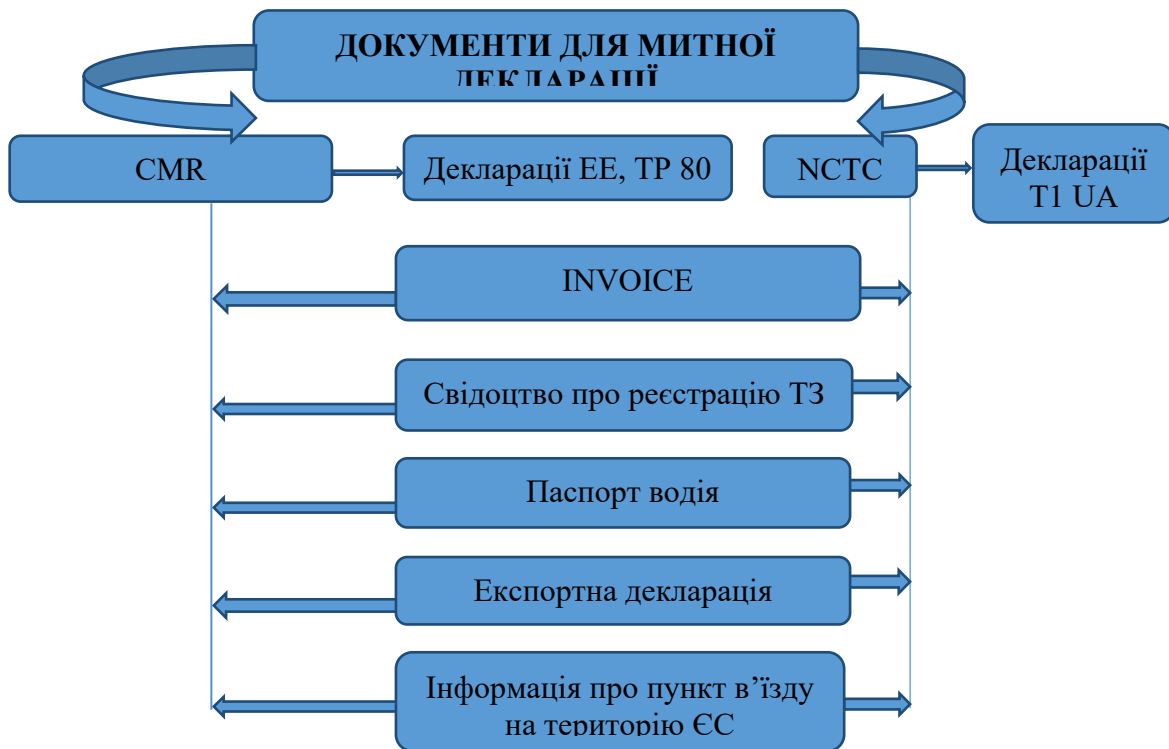 ДОКУМЕНТИ ДЛЯ МИТНОЇ
ДЕКЛАРАЦІЇ
CMR
Декларації ЕЕ, ТР 80
NCTC
Декларації
Т1 UA
INVOICE
Свідоцтво про реєстрацію ТЗ
Паспорт водія
Експортна декларація
Інформація про пункт в’їзду
на територію ЄС